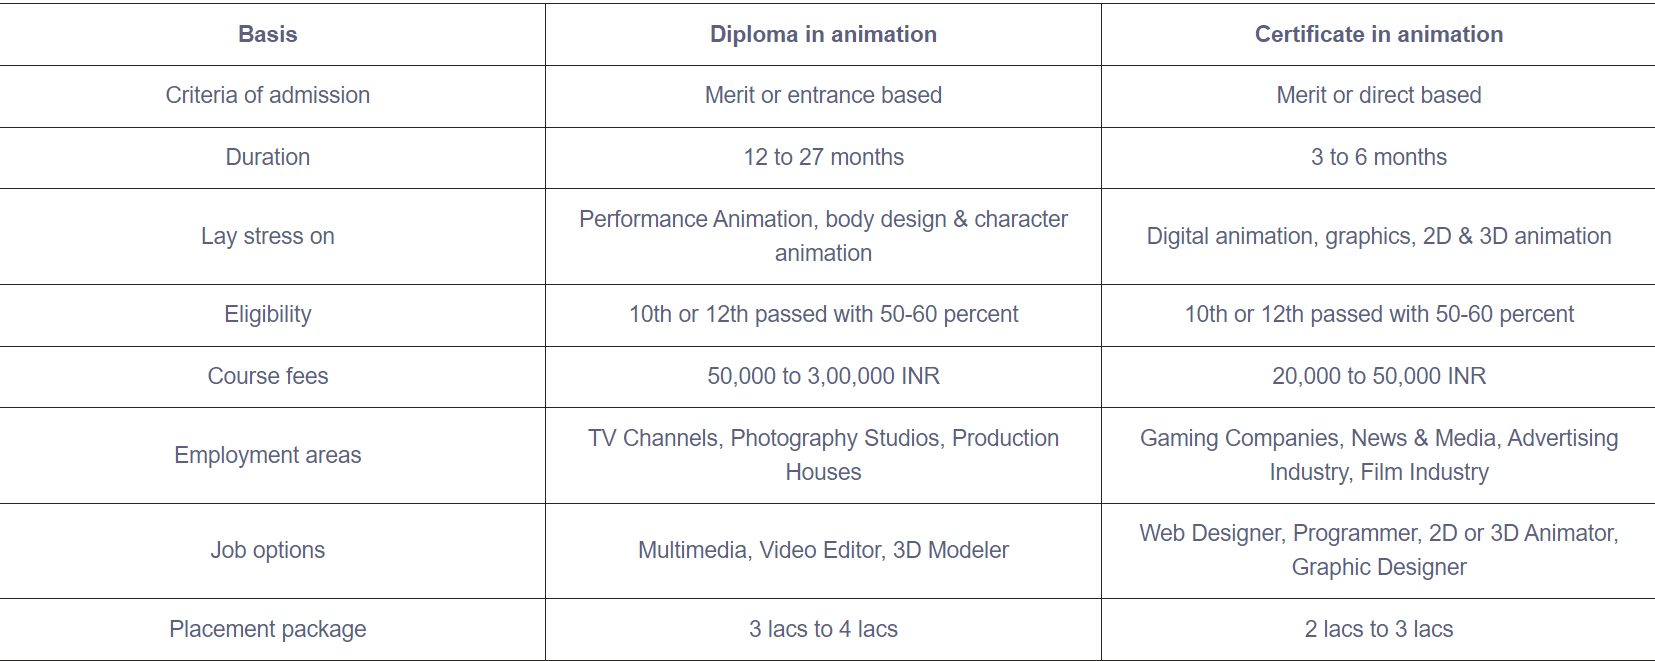 Basis Diploma in animation Certificate in animation
Criteria of admission Merit or entrance based Merit or direct based
Duration 12 to 27 months 3 to 6 months
Lay stress on
Performance Animation, body design & character
animation
Digital animation, graphics, 2D & 3D animation
Eligibility 10th or 12th passed with 50-60 percent 10th or 12th passed with 50-60 percent
Course fees 50,000 to 3,00,000 INR 20,000 to 50,000 INR
Employment areas
TV Channels, Photography Studios, Production
Houses
Gaming Companies, News & Media, Advertising
Industry, Film Industry
Job options Multimedia, Video Editor, 3D Modeler
Web Designer, Programmer, 2D or 3D Animator,
Graphic Designer
Placement package 3 lacs to 4 lacs 2 lacs to 3 lacs